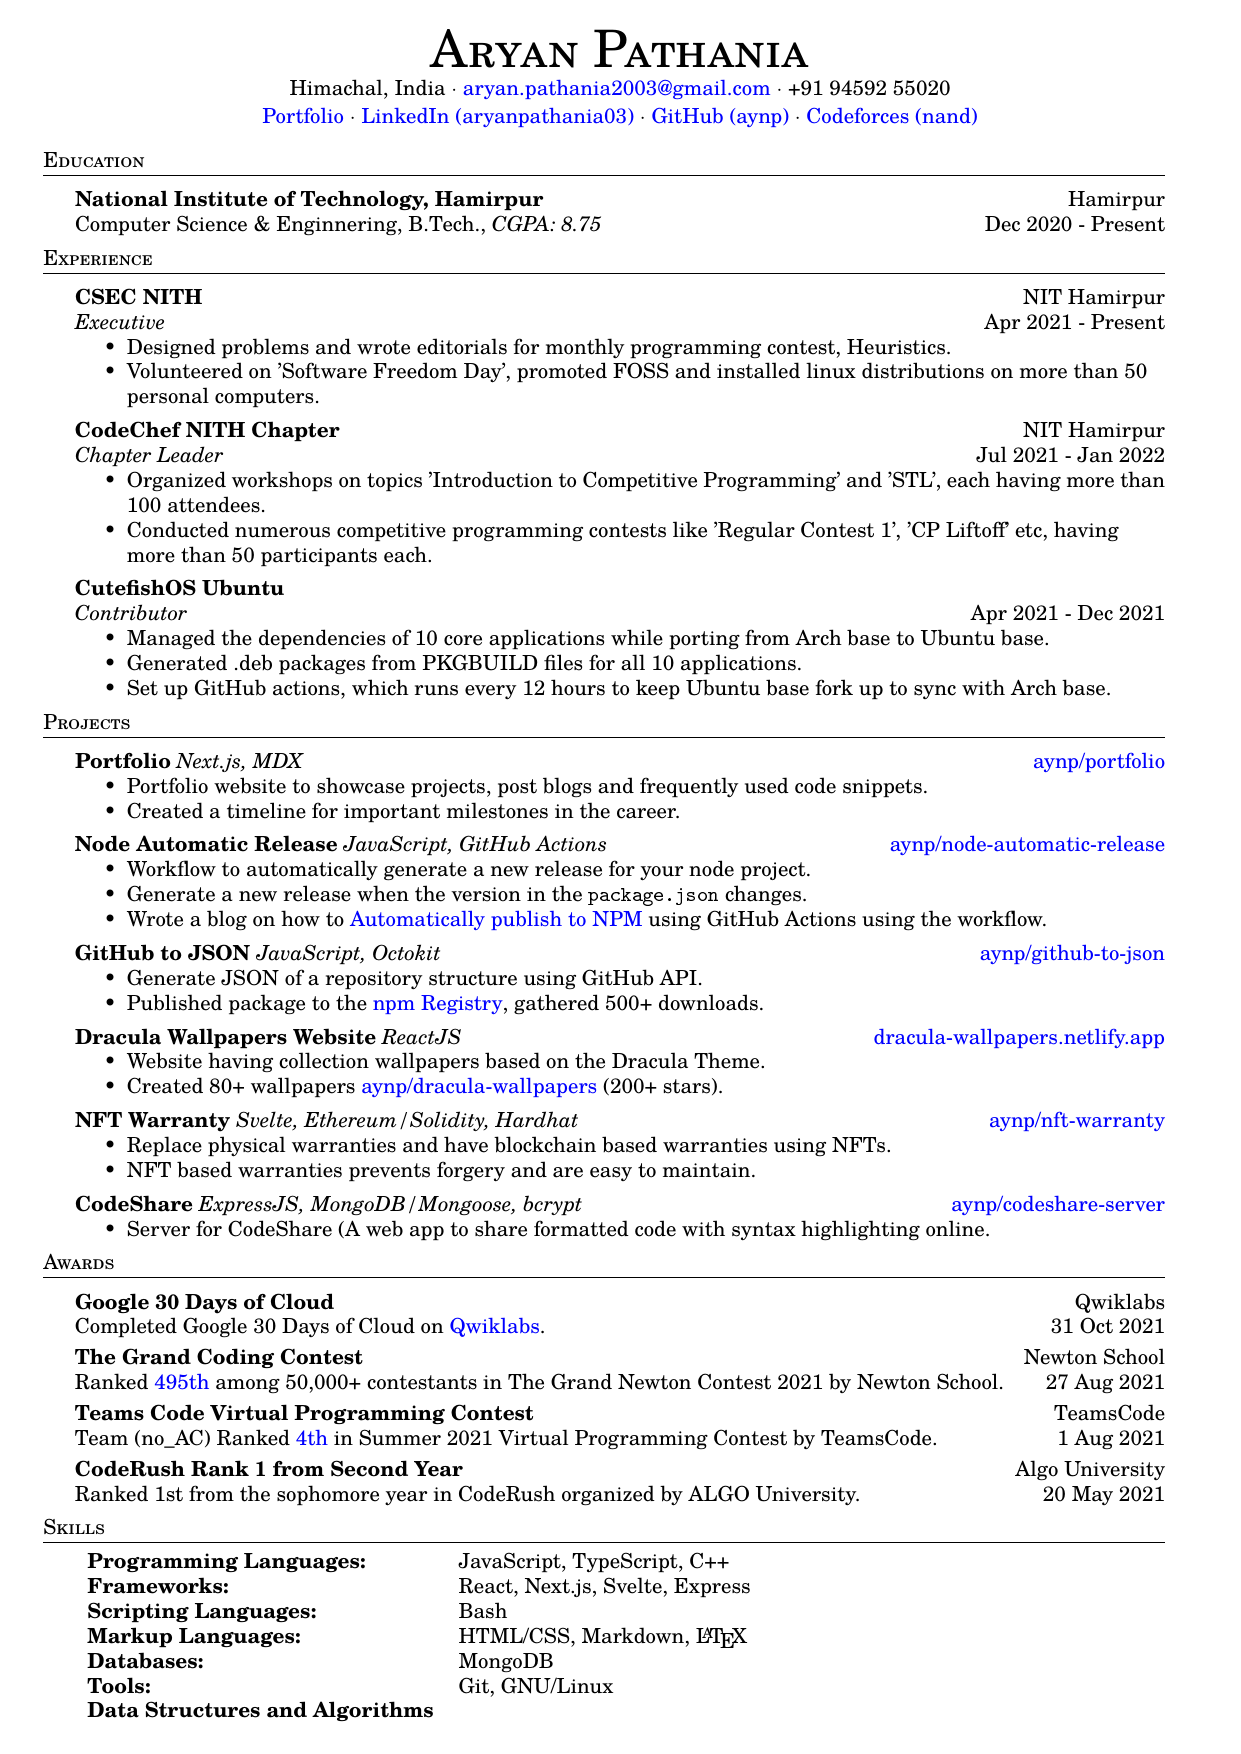 Aryan Pathania
Himachal, India · aryan.pathania2003@gmail.com · +91 94592 55020
Portfolio · LinkedIn (aryanpathania03) · GitHub (aynp) · Codeforces (nand)
Education
National Institute of Technology, Hamirpur Hamirpur
Computer Science & Enginnering, B.Tech., CGPA: 8.75 Dec 2020 - Present
Experience
CSEC NITH NIT Hamirpur
Executive Apr 2021 - Present
• Designed problems and wrote editorials for monthly programming contest, Heuristics.
• Volunteered on ’Software Freedom Day’, promoted FOSS and installed linux distributions on more than 50
personal computers.
CodeChef NITH Chapter NIT Hamirpur
Chapter Leader Jul 2021 - Jan 2022
• Organized workshops on topics ’Introduction to Competitive Programming’ and ’STL’, each having more than
100 attendees.
• Conducted numerous competitive programming contests like ’Regular Contest 1’, ’CP Liftoff’ etc, having
more than 50 participants each.
CutefishOS Ubuntu
Contributor Apr 2021 - Dec 2021
• Managed the dependencies of 10 core applications while porting from Arch base to Ubuntu base.
• Generated .deb packages from PKGBUILD files for all 10 applications.
• Set up GitHub actions, which runs every 12 hours to keep Ubuntu base fork up to sync with Arch base.
Projects
Portfolio Next.js, MDX aynp/portfolio
• Portfolio website to showcase projects, post blogs and frequently used code snippets.
• Created a timeline for important milestones in the career.
Node Automatic Release JavaScript, GitHub Actions aynp/node-automatic-release
• Workflow to automatically generate a new release for your node project.
• Generate a new release when the version in the package.json changes.
• Wrote a blog on how to Automatically publish to NPM using GitHub Actions using the workflow.
GitHub to JSON JavaScript, Octokit aynp/github-to-json
• Generate JSON of a repository structure using GitHub API.
• Published package to the npm Registry, gathered 500+ downloads.
Dracula Wallpapers Website ReactJS dracula-wallpapers.netlify.app
• Website having collection wallpapers based on the Dracula Theme.
• Created 80+ wallpapers aynp/dracula-wallpapers (200+ stars).
NFT Warranty Svelte, Ethereum/Solidity, Hardhat aynp/nft-warranty
• Replace physical warranties and have blockchain based warranties using NFTs.
• NFT based warranties prevents forgery and are easy to maintain.
CodeShare ExpressJS, MongoDB/Mongoose, bcrypt aynp/codeshare-server
• Server for CodeShare (A web app to share formatted code with syntax highlighting online.
Awards
Google 30 Days of Cloud Qwiklabs
Completed Google 30 Days of Cloud on Qwiklabs. 31 Oct 2021
The Grand Coding Contest Newton School
Ranked 495th among 50,000+ contestants in The Grand Newton Contest 2021 by Newton School. 27 Aug 2021
Teams Code Virtual Programming Contest TeamsCode
Team (no_AC) Ranked 4th in Summer 2021 Virtual Programming Contest by TeamsCode. 1 Aug 2021
CodeRush Rank 1 from Second Year Algo University
Ranked 1st from the sophomore year in CodeRush organized by ALGO University. 20 May 2021
Skills
Programming Languages: JavaScript, TypeScript, C++
Frameworks: React, Next.js, Svelte, Express
Scripting Languages: Bash
Markup Languages: HTML/CSS, Markdown, LATEX
Databases: MongoDB
Tools: Git, GNU/Linux
Data Structures and Algorithms